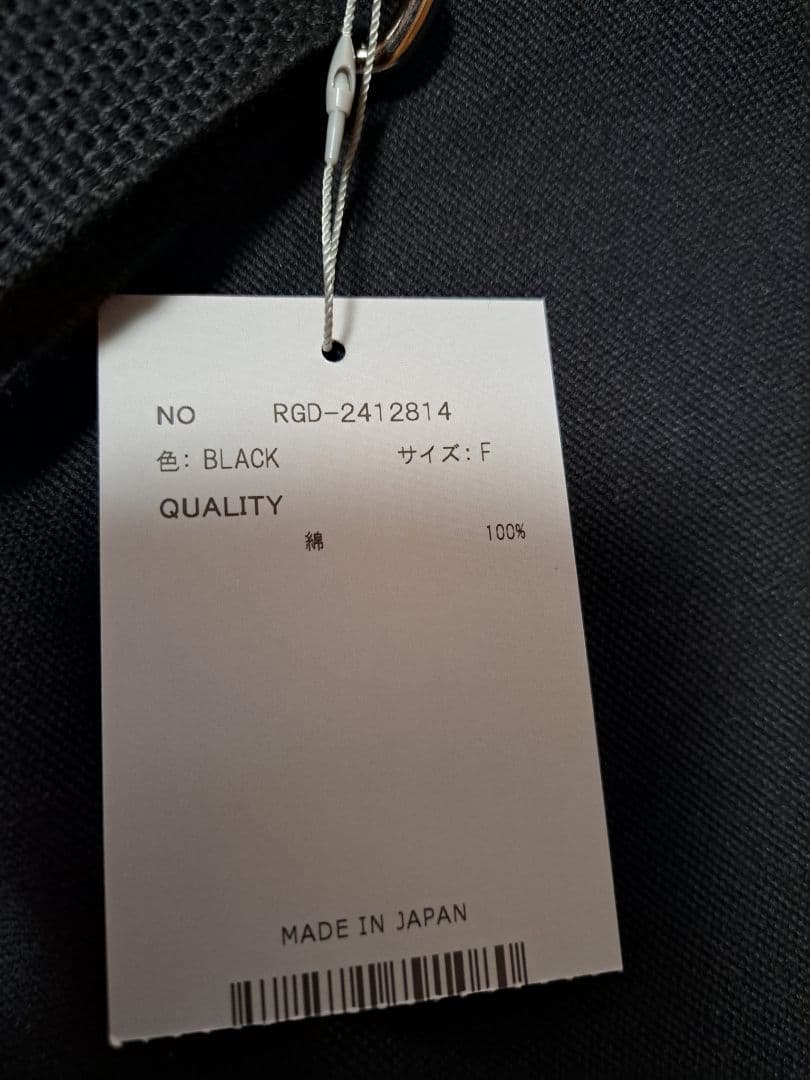 NO RGD-2412814
色: BLACK サイズ: F
QUALITY
綿 100%
MADE IN JAPAN